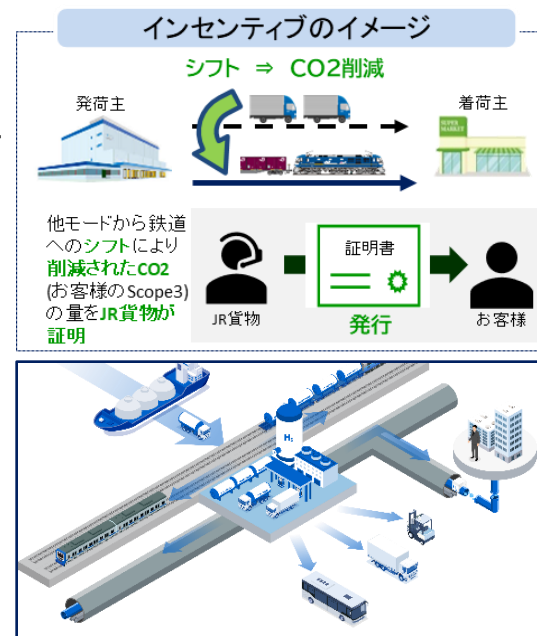 インセンティブのイメージ
シフト ⇒ CO2削減
発荷主
着荷主
SUPER
MARKET
他モードから鉄道
へのシフトにより
削減されたCO2
(お客様のScope3)
の量をJR貨物が
証明
JR貨物
証明書
発行
お客様
H₂